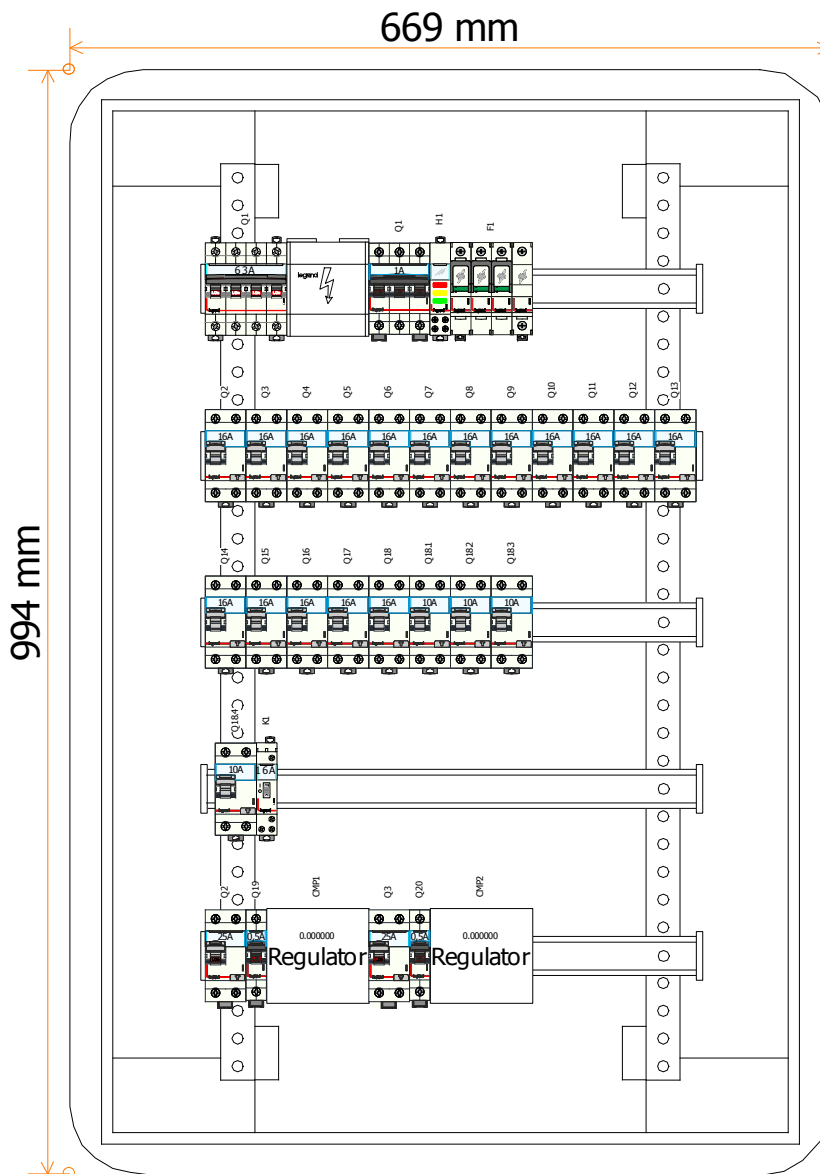 669 mm
994 mm
Q1
Q1
H1
F1
63A
legrand
1A
Q2
Q3
Q4
Q5
Q6
Q7
Q8
Q9
Q10
Q11
Q12
Q13
16A
16A
16A
16A
16A
16A
16A
16A
16A
16A
16A
16A
Q14
Q15
Q16
Q17
Q18
Q18.1
Q18.2
Q18.3
16A
16A
16A
16A
16A
10A
10A
10A
Q18.4
K1
10A
16A
Q2
Q19
CMP1
Q3
Q20
CMP2
25A
0,5A
0.000000
Regulator
25A
0,5A
0.000000
Regulator